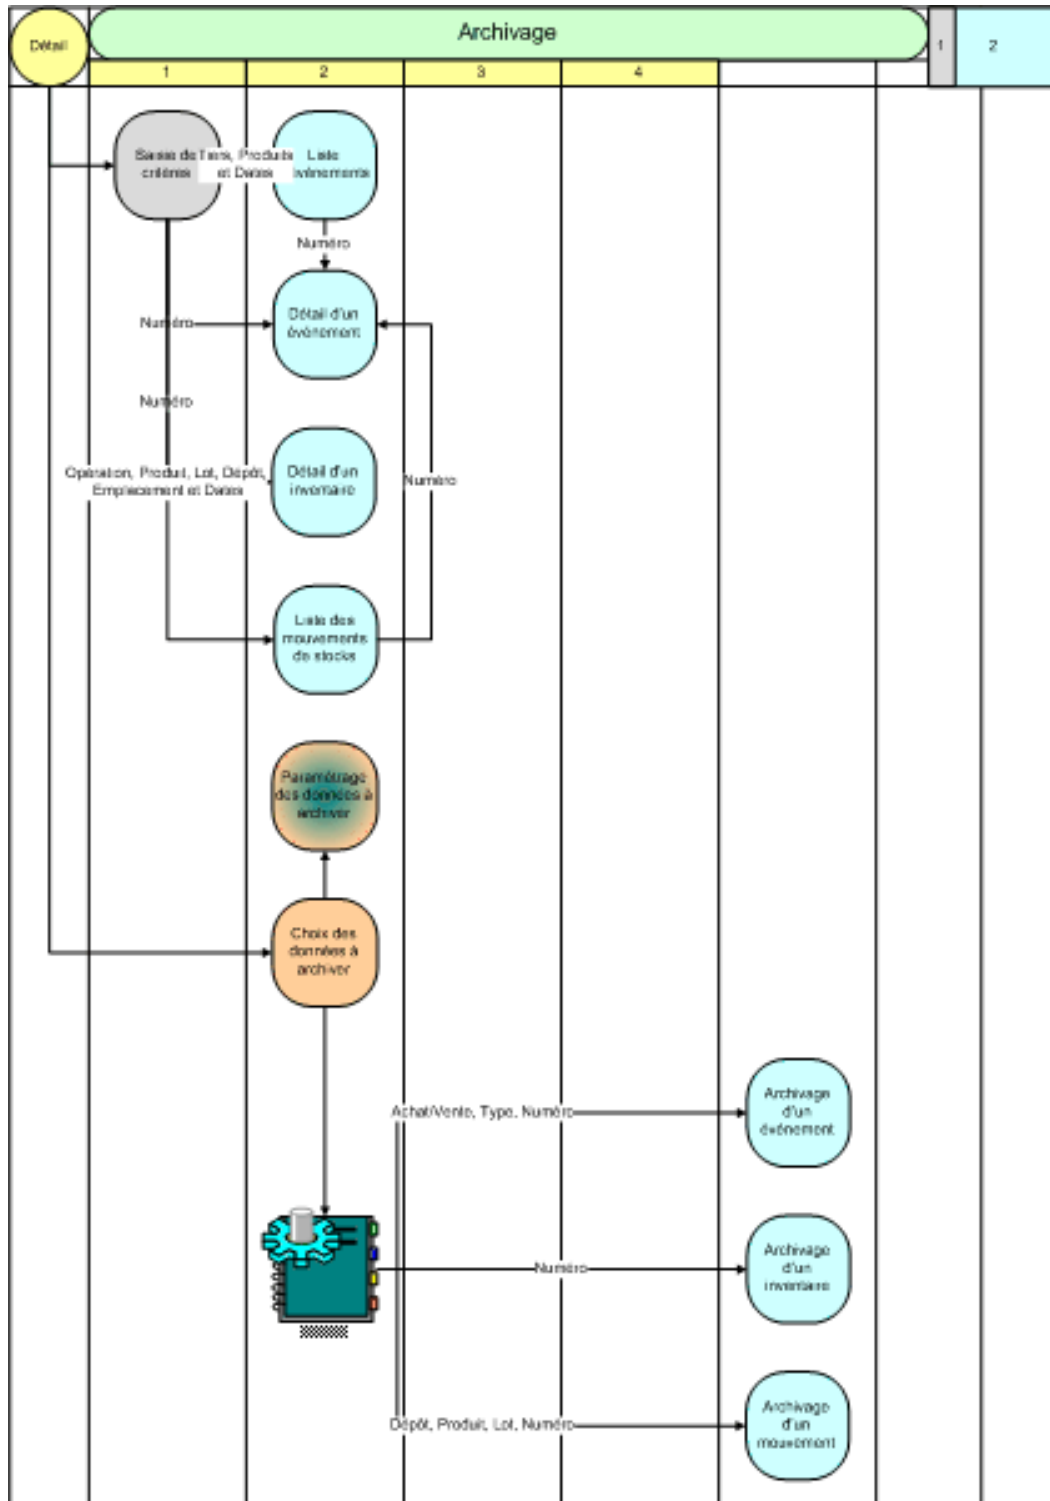 Détail
Archivage
1
2
1
2
3
4
Saisie de
critères
Tiers, Produits
et Dates
Liste
évènements
Numéro
Numéro
Détail d'un
évènement
Numéro
Opération, Produit, Lot, Dépôt,
Emplacement et Dates
Détail d'un
inventaire
Numéro
Liste des
mouvements
de stocks
Paramétrage
des données à
archiver
Choix des
données à
archiver
Achat/Vente, Type, Numéro
Archivage
d'un
événement
Numéro
Archivage
d'un
inventaire
Dépôt, Produit, Lot, Numéro
Archivage
d'un
mouvement